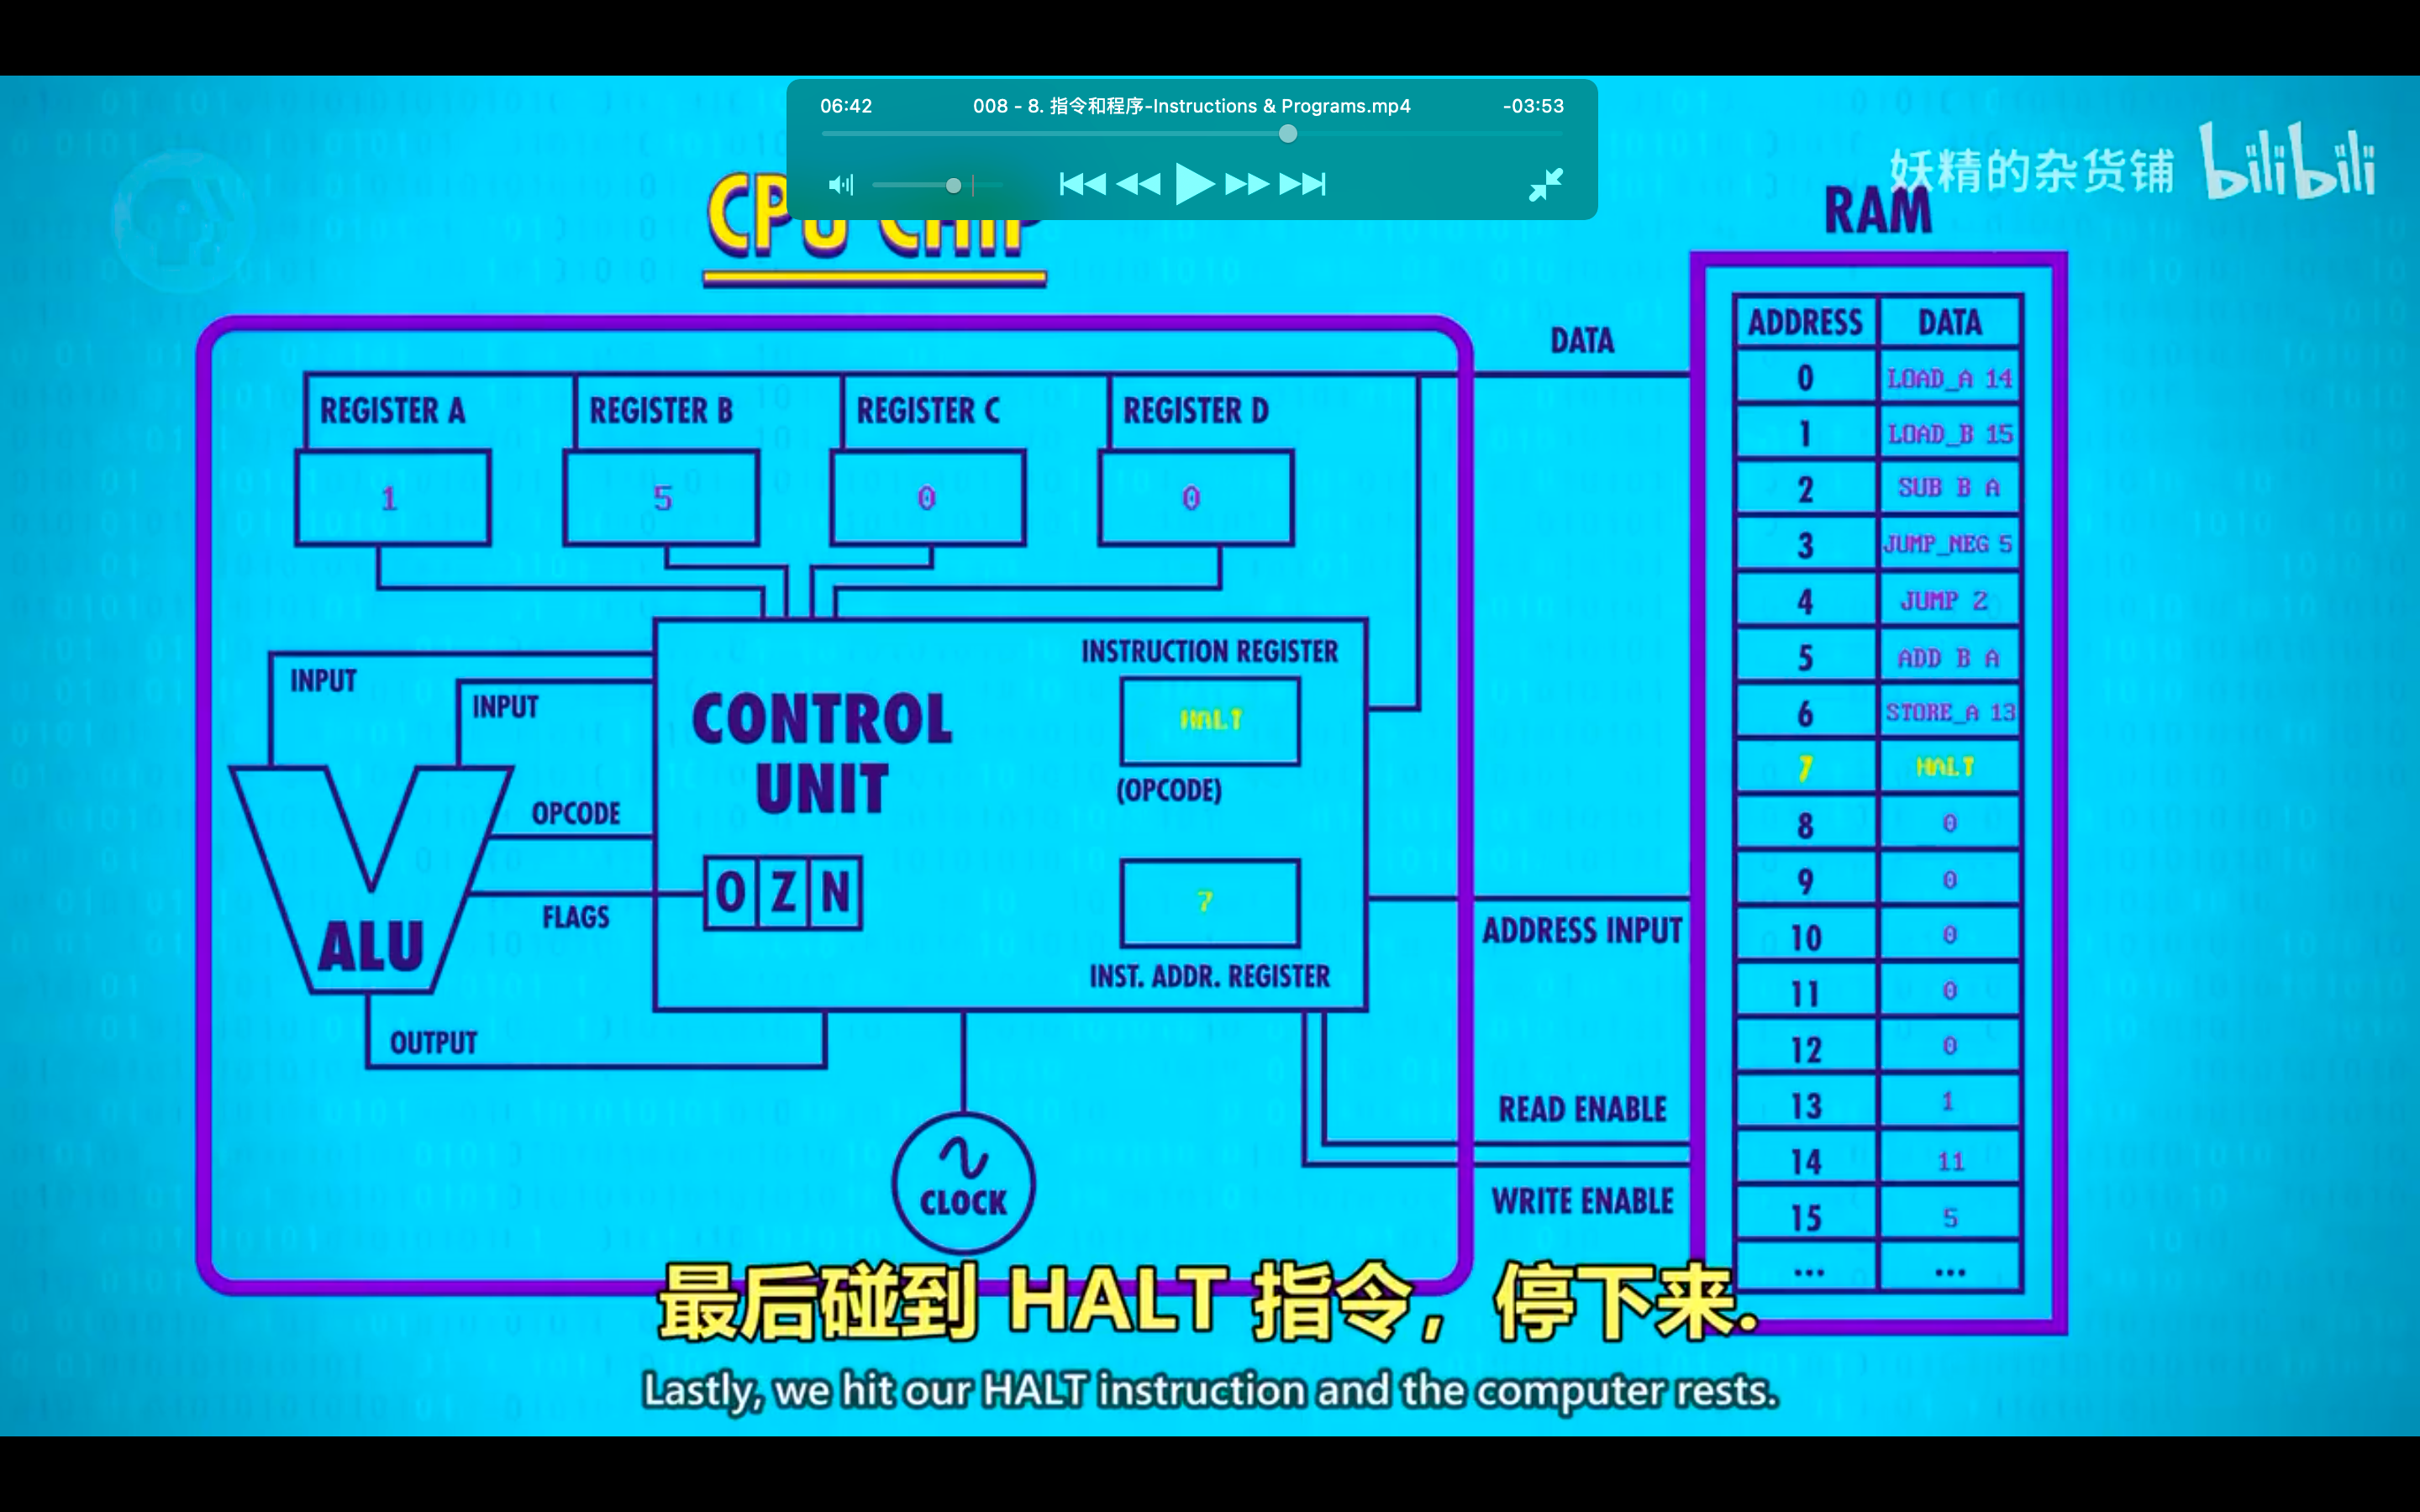 06:42 008 - 8. 指令和程序-Instructions & Programs.mp4 -03:53
妖精的杂货铺 bilibili
CPU CHIP
RAM
ADDRESS DATA
0 LOAD_A 14
1 LOAD_B 15
2 SUB B A
3 JUMP_NEG 5
4 JUMP 2
5 ADD B A
6 STORE_A 13
7 HALT
8 0
9 0
10 0
11 0
12 0
13 1
14 11
15 5
... ...
DATA
REGISTER A REGISTER B REGISTER C REGISTER D
1 5 0 0
INPUT
INPUT
CONTROL
UNIT
INSTRUCTION REGISTER
HALT
(OPCODE)
OPCODE
O Z N
FLAGS
7
INST. ADDR. REGISTER
ALU
OUTPUT
ADDRESS INPUT
READ ENABLE
WRITE ENABLE
CLOCK
最后碰到 HALT 指令，停下来.
Lastly, we hit our HALT instruction and the computer rests.